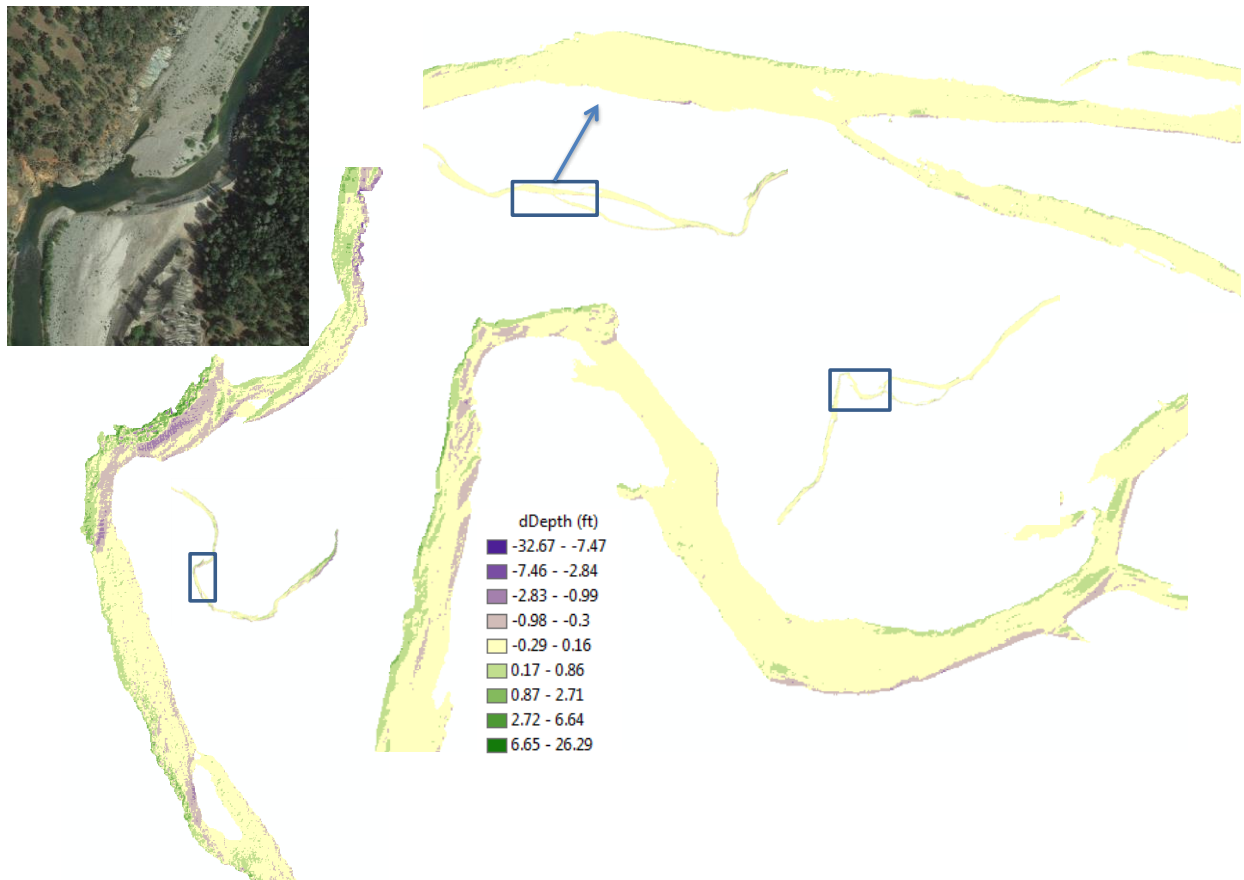 dDepth (ft)
-32.67 - -7.47
-7.46 - -2.84
-2.83 - -0.99
-0.98 - -0.3
-0.29 - 0.16
0.17 - 0.86
0.87 - 2.71
2.72 - 6.64
6.65 - 26.29